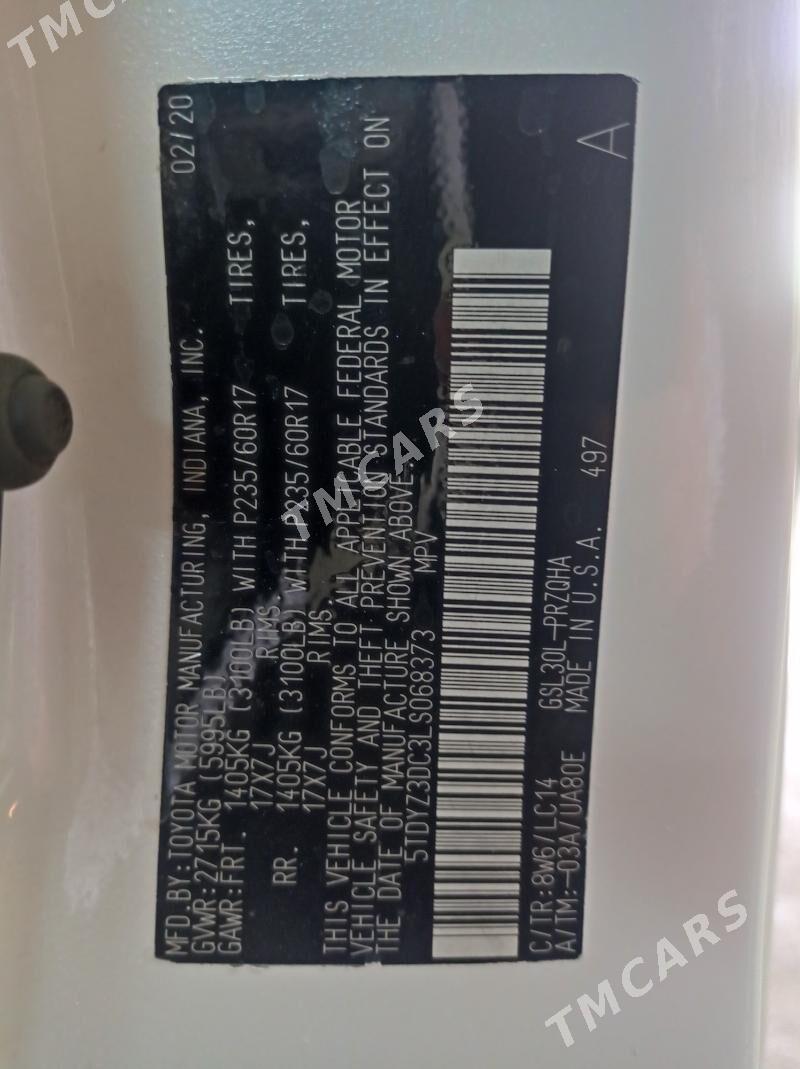 MFD.BY:TOYOTA MOTOR MANUFACTURING, INDIANA, INC. 02/20
GVWR:2715KG (5995LB)
GAWR:FRT. 1405KG (3100LB) WITH P235/60R17 TIRES,
17X7J RIMS.
RR. 1405KG (3100LB) WITH P235/60R17 TIRES,
17X7J RIMS.
THIS VEHICLE CONFORMS TO ALL APPLICABLE FEDERAL MOTOR
VEHICLE SAFETY AND THEFT PREVENTION STANDARDS IN EFFECT ON
THE DATE OF MANUFACTURE SHOWN ABOVE.
5TDYZ3DC3LS068373 MPV
C/TR:8W6/LC14 GSL30L-PRZQHA A
A/TM:-03A/UA80E MADE IN U.S.A. 497
TMCARS
TMCARS
TMCARS